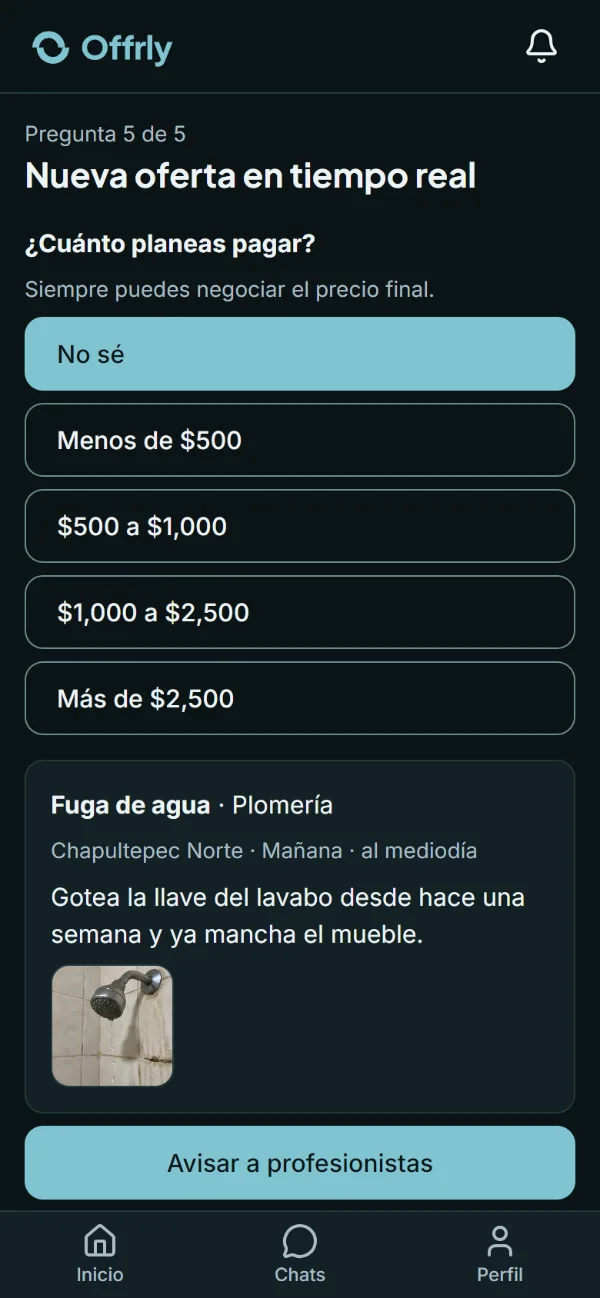 Offrly
Pregunta 5 de 5
Nueva oferta en tiempo real
¿Cuánto planeas pagar?
Siempre puedes negociar el precio final.
No sé
Menos de $500
$500 a $1,000
$1,000 a $2,500
Más de $2,500
Fuga de agua · Plomería
Chapultepec Norte · Mañana · al mediodía
Gotea la llave del lavabo desde hace una
semana y ya mancha el mueble.
Avisar a profesionistas
Inicio
Chats
Perfil